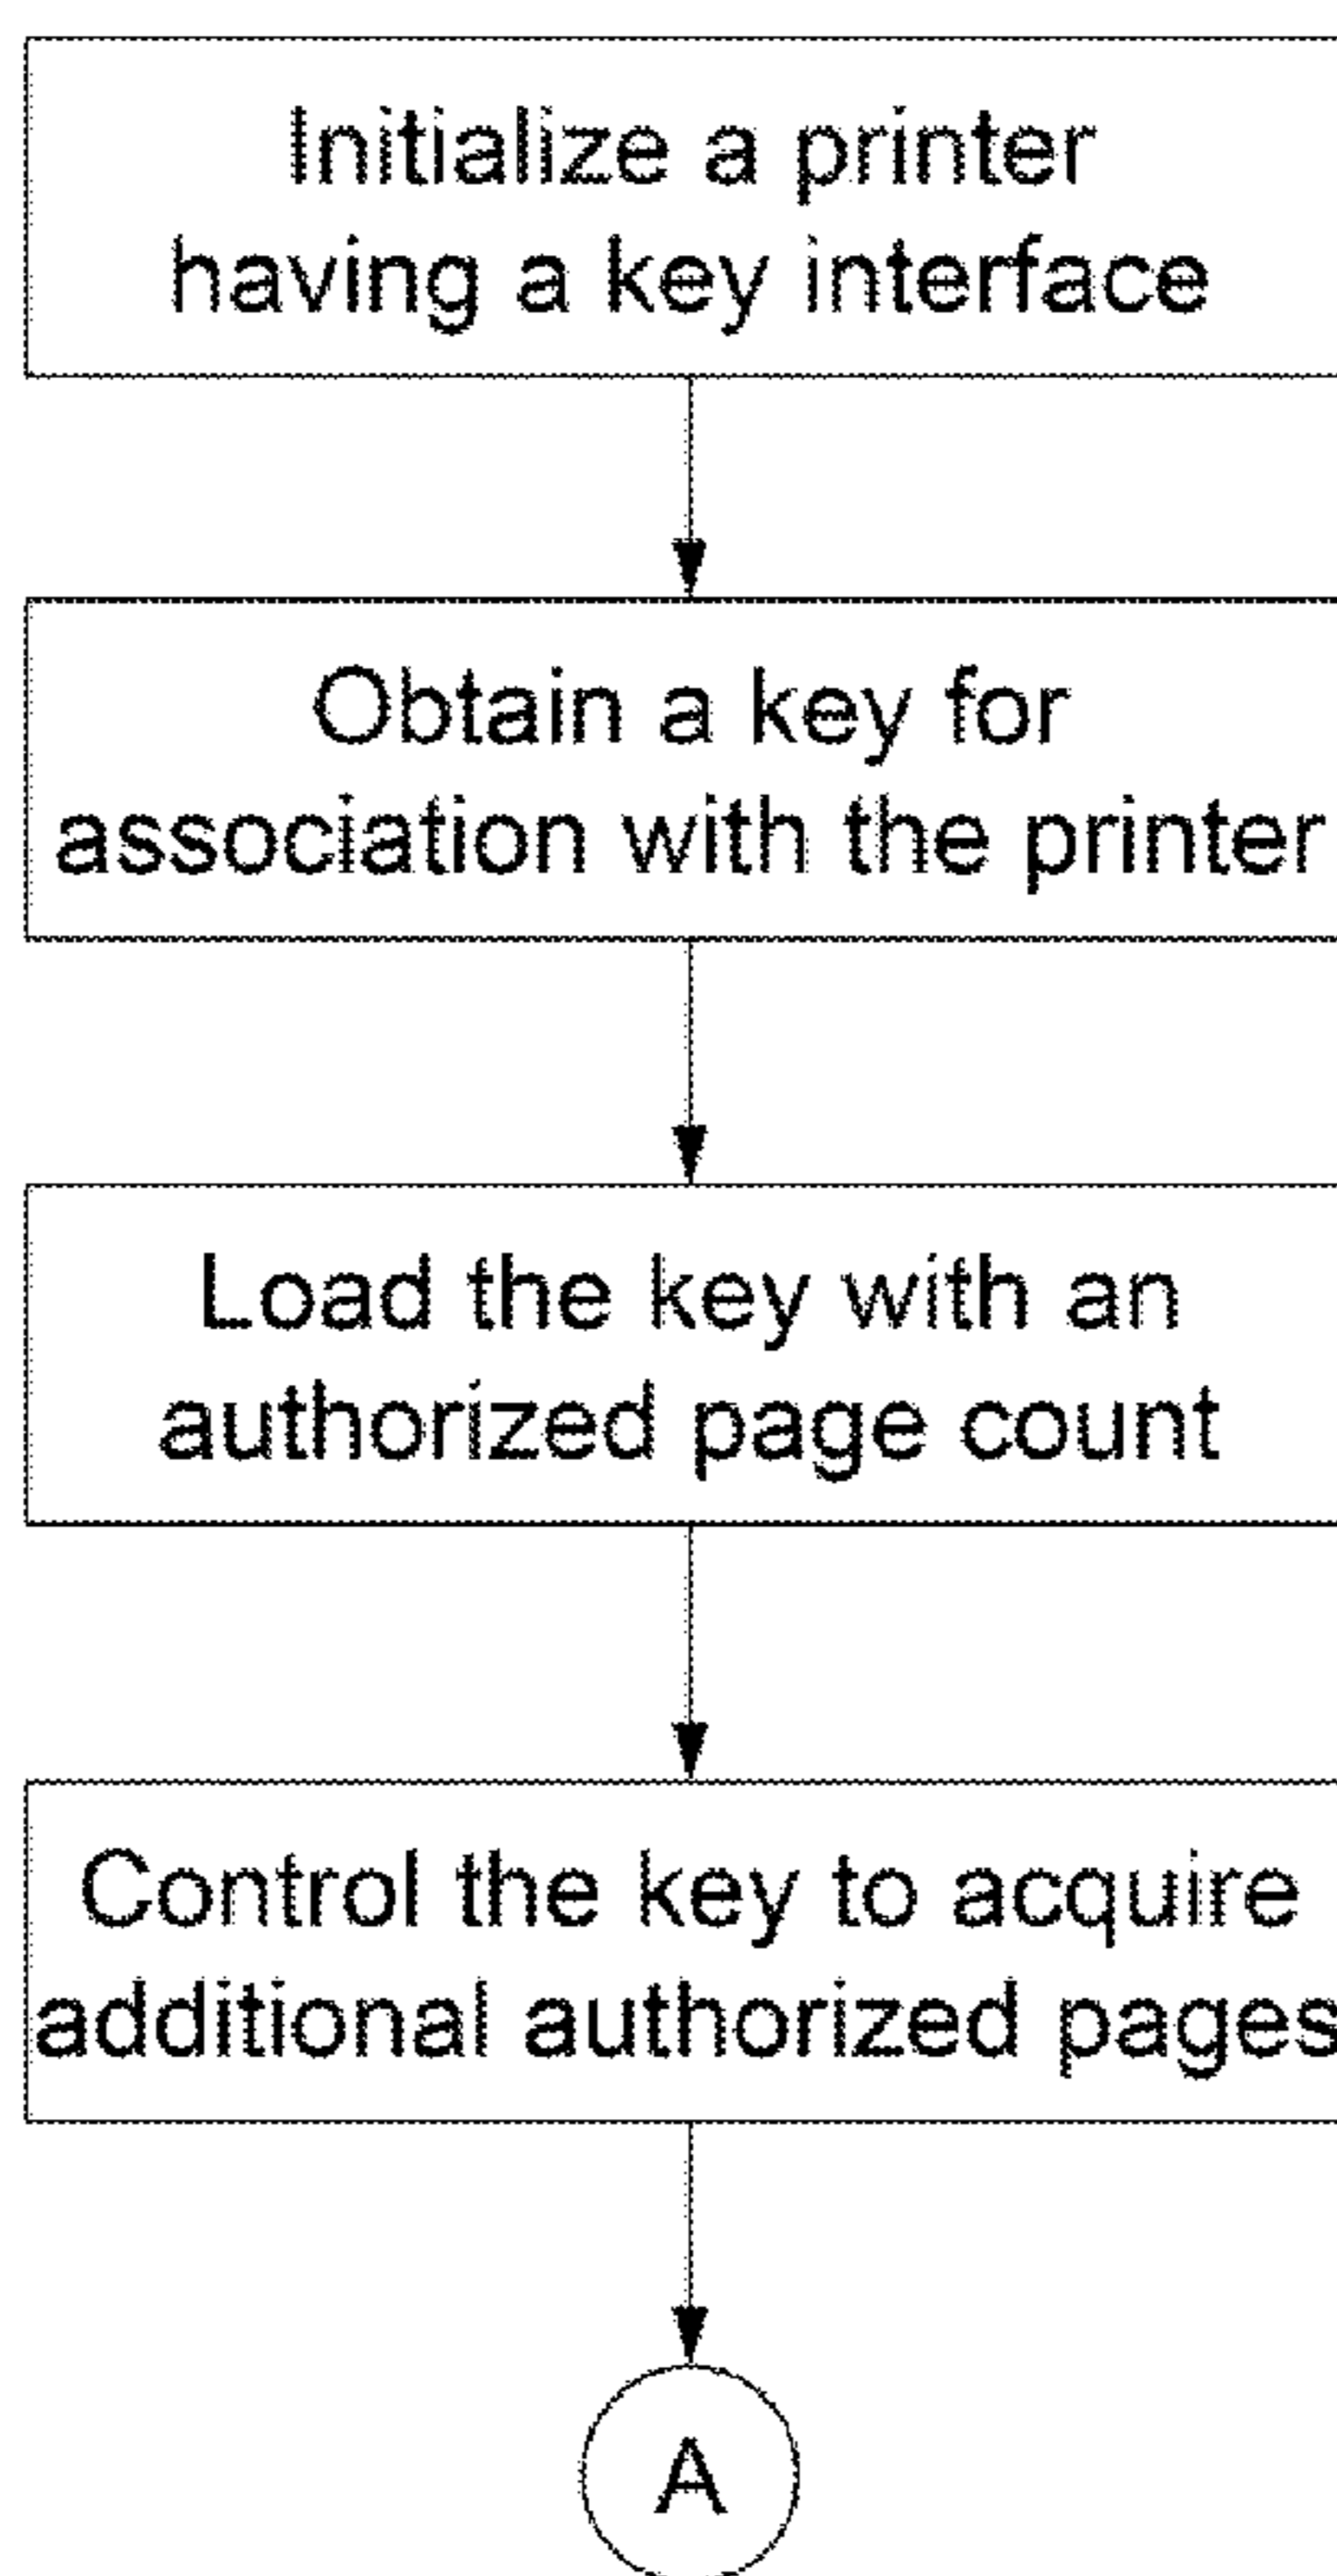 Initialize a printer
having a key interface
Obtain a key for
association with the printer
Load the key with an
authorized page count
Control the key to acquire
additional authorized pages
A